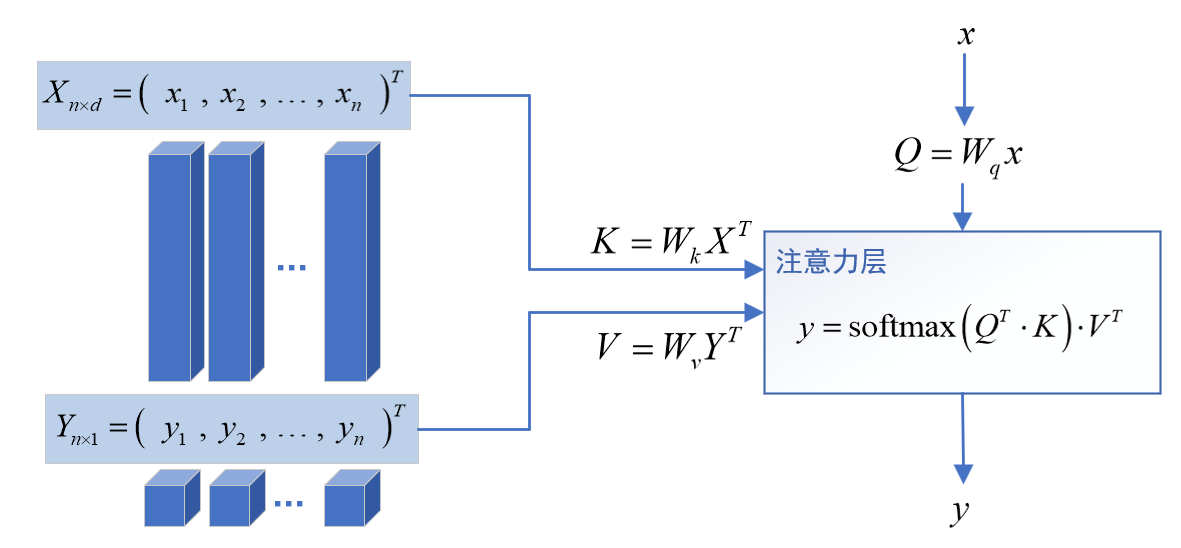 X_{n×d} = ( x_1 , x_2 , … , x_n )^T
Y_{n×1} = ( y_1 , y_2 , … , y_n )^T
K = W_k X^T
V = W_v Y^T
x
Q = W_q x
注意力层
y = softmax(Q^T · K) · V^T
y